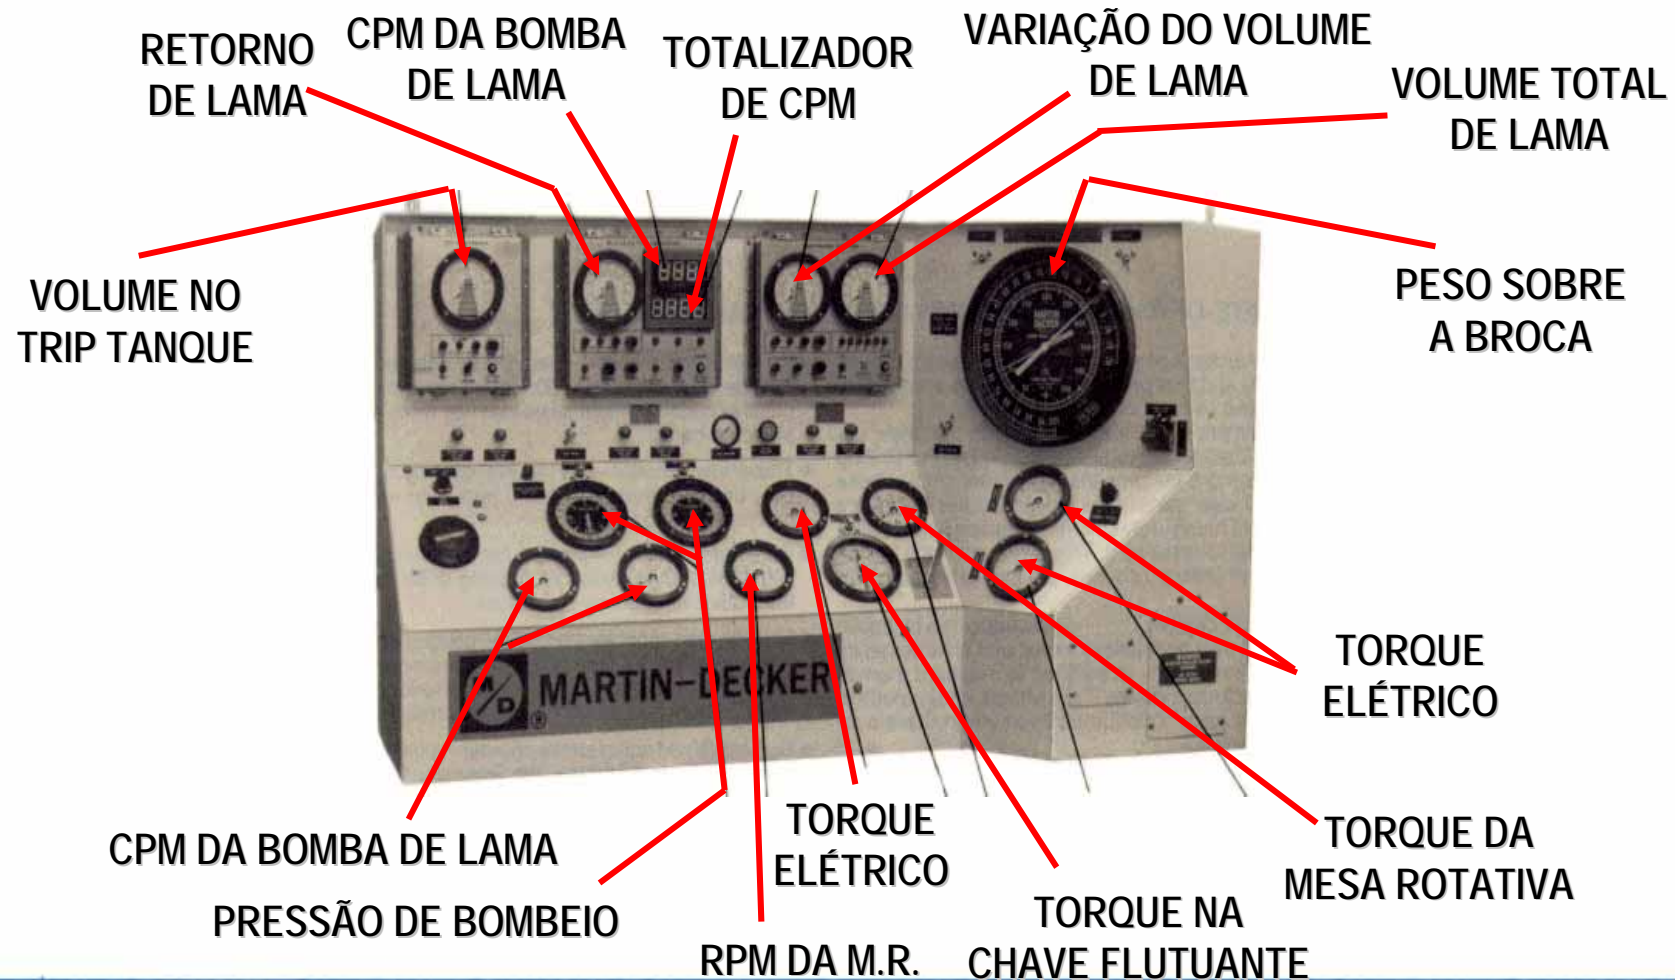 RETORNO
DE LAMA
CPM DA BOMBA
DE LAMA
TOTALIZADOR
DE CPM
VARIAÇÃO DO VOLUME
DE LAMA
VOLUME TOTAL
DE LAMA
VOLUME NO
TRIP TANQUE
PESO SOBRE
A BROCA
MARTIN
DECKER
M/D ® MARTIN-DECKER
TORQUE
ELÉTRICO
CPM DA BOMBA DE LAMA
PRESSÃO DE BOMBEIO
TORQUE
ELÉTRICO
RPM DA M.R.
TORQUE NA
CHAVE FLUTUANTE
TORQUE DA
MESA ROTATIVA